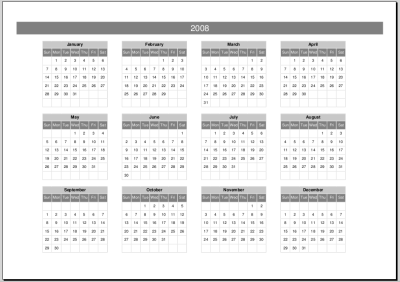 2008
January February March April
Sun Mon Tue Wed Thu Fri Sat Sun Mon Tue Wed Thu Fri Sat Sun Mon Tue Wed Thu Fri Sat Sun Mon Tue Wed Thu Fri Sat
1 2 3 4 5 6 1 2 3 1 2 1 2 3 4 5 6
7 8 9 10 11 12 13 4 5 6 7 8 9 10 3 4 5 6 7 8 9 7 8 9 10 11 12 13
14 15 16 17 18 19 20 11 12 13 14 15 16 17 10 11 12 13 14 15 16 14 15 16 17 18 19 20
21 22 23 24 25 26 27 18 19 20 21 22 23 24 17 18 19 20 21 22 23 21 22 23 24 25 26 27
28 29 30 31 25 26 27 28 29 24 25 26 27 28 29 30 28 29 30
31
May June July August
Sun Mon Tue Wed Thu Fri Sat Sun Mon Tue Wed Thu Fri Sat Sun Mon Tue Wed Thu Fri Sat Sun Mon Tue Wed Thu Fri Sat
1 2 3 4 1 1 2 3 4 5 6 1 2 3
5 6 7 8 9 10 11 2 3 4 5 6 7 8 7 8 9 10 11 12 13 4 5 6 7 8 9 10
12 13 14 15 16 17 18 9 10 11 12 13 14 15 14 15 16 17 18 19 20 11 12 13 14 15 16 17
19 20 21 22 23 24 25 16 17 18 19 20 21 22 21 22 23 24 25 26 27 18 19 20 21 22 23 24
26 27 28 29 30 31 23 24 25 26 27 28 29 28 29 30 31 25 26 27 28 29 30 31
30
September October November December
Sun Mon Tue Wed Thu Fri Sat Sun Mon Tue Wed Thu Fri Sat Sun Mon Tue Wed Thu Fri Sat Sun Mon Tue Wed Thu Fri Sat
1 2 3 4 5 6 7 1 2 3 4 5 1 2 1 2 3 4 5 6 7
8 9 10 11 12 13 14 6 7 8 9 10 11 12 3 4 5 6 7 8 9 8 9 10 11 12 13 14
15 16 17 18 19 20 21 13 14 15 16 17 18 19 10 11 12 13 14 15 16 15 16 17 18 19 20 21
22 23 24 25 26 27 28 20 21 22 23 24 25 26 17 18 19 20 21 22 23 22 23 24 25 26 27 28
29 30 27 28 29 30 31 24 25 26 27 28 29 30 29 30 31